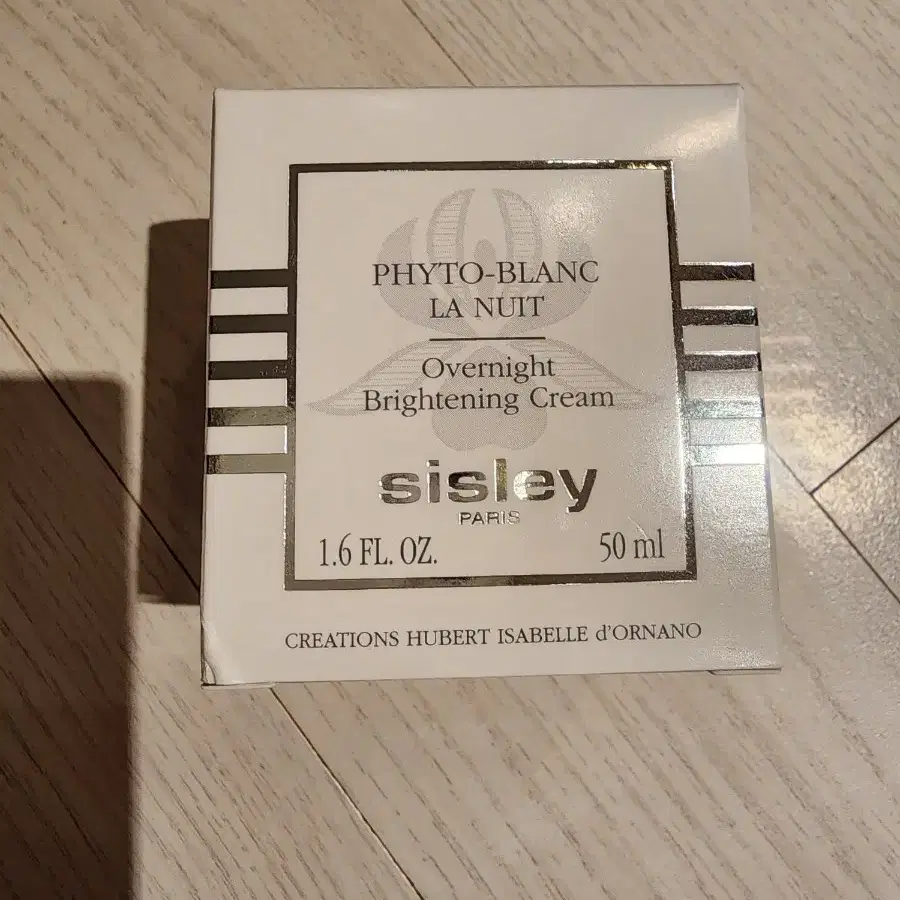 PHYTO-BLANC
LA NUIT
Overnight
Brightening Cream
sisley
PARIS
1.6 FL. OZ. 50 ml
CREATIONS HUBERT ISABELLE d'ORNANO